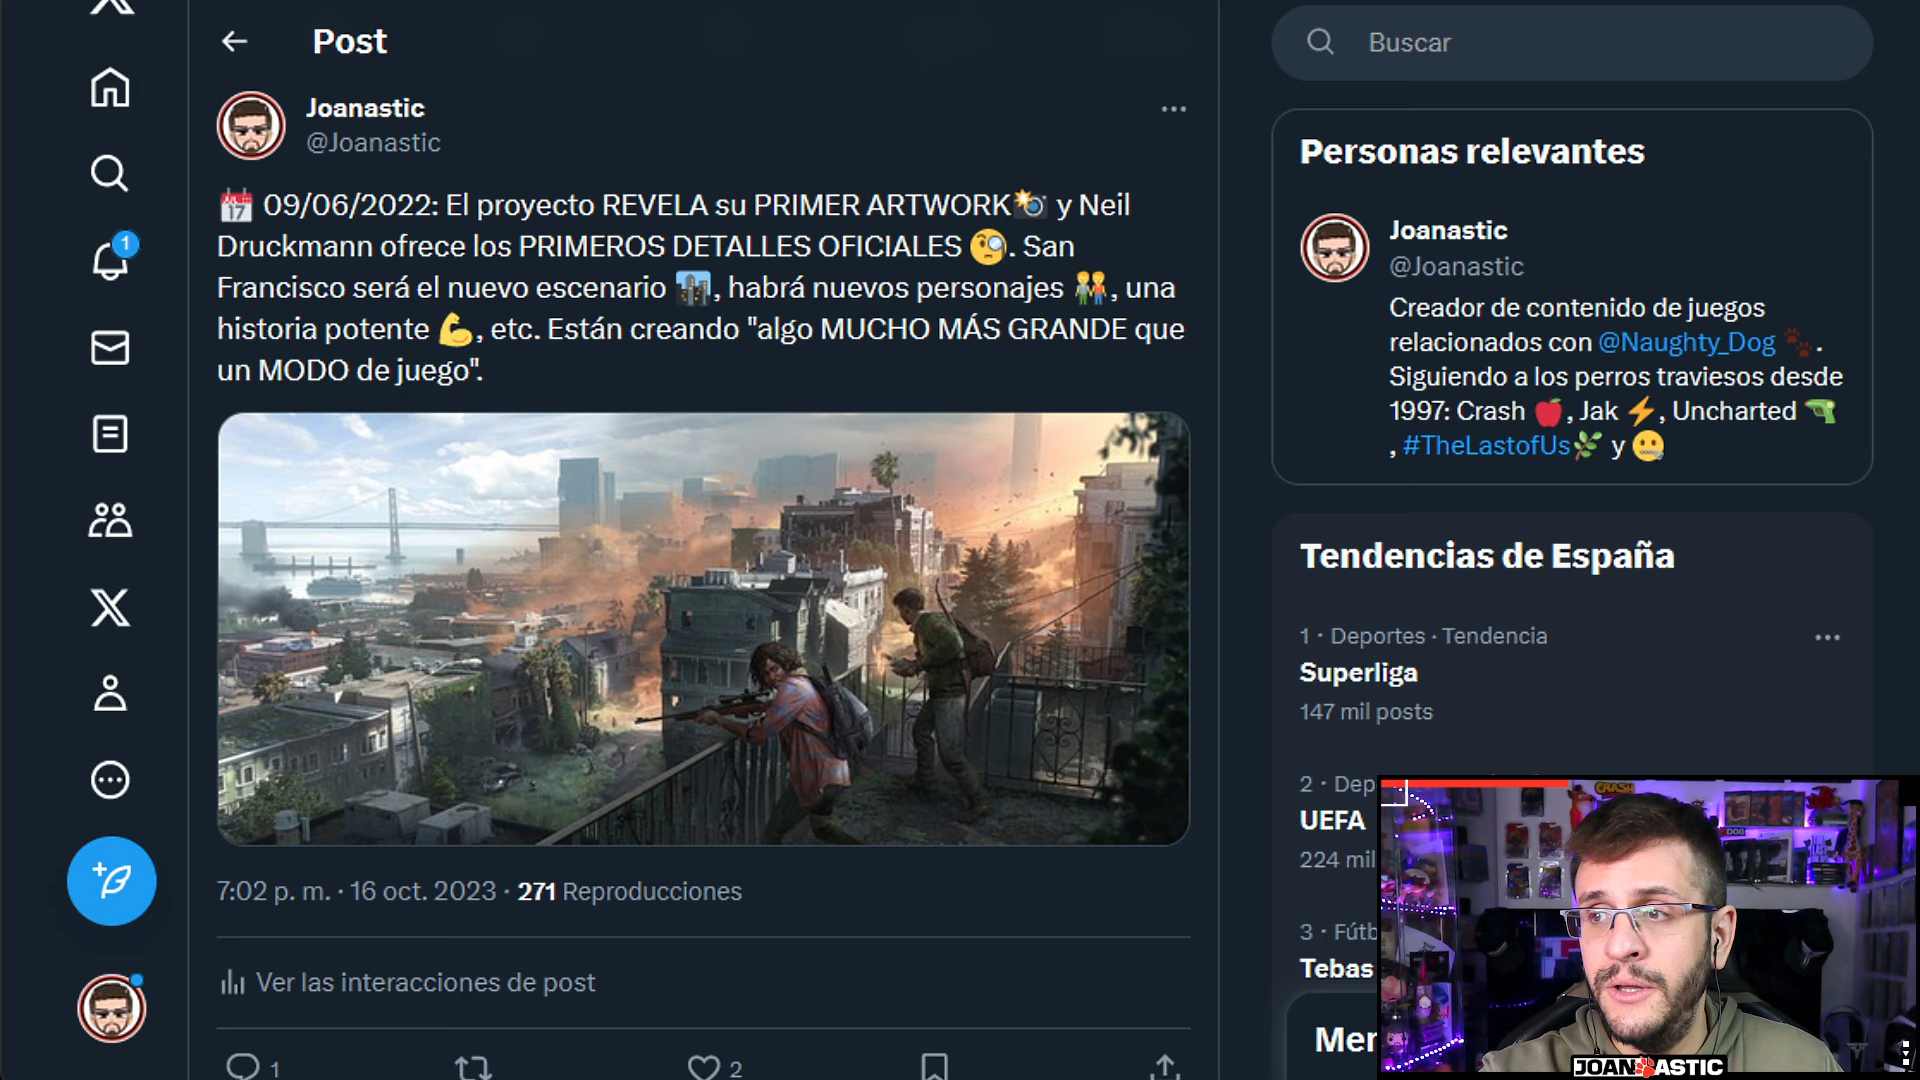 Post
Buscar
Joanastic
@Joanastic
09/06/2022: El proyecto REVELA su PRIMER ARTWORK y Neil
Druckmann ofrece los PRIMEROS DETALLES OFICIALES . San
Francisco será el nuevo escenario , habrá nuevos personajes , una
historia potente , etc. Están creando "algo MUCHO MÁS GRANDE que
un MODO de juego".
7:02 p. m. · 16 oct. 2023 · 271 Reproducciones
Ver las interacciones de post
1
2
1
Personas relevantes
Joanastic
@Joanastic
Creador de contenido de juegos
relacionados con @Naughty_Dog .
Siguiendo a los perros traviesos desde
1997: Crash , Jak , Uncharted
, #TheLastofUs y
Tendencias de España
1 · Deportes · Tendencia
Superliga
147 mil posts
2 · Dep
UEFA
224 mil
3 · Fútb
Tebas
Mer
CRASH
JOANASTIC